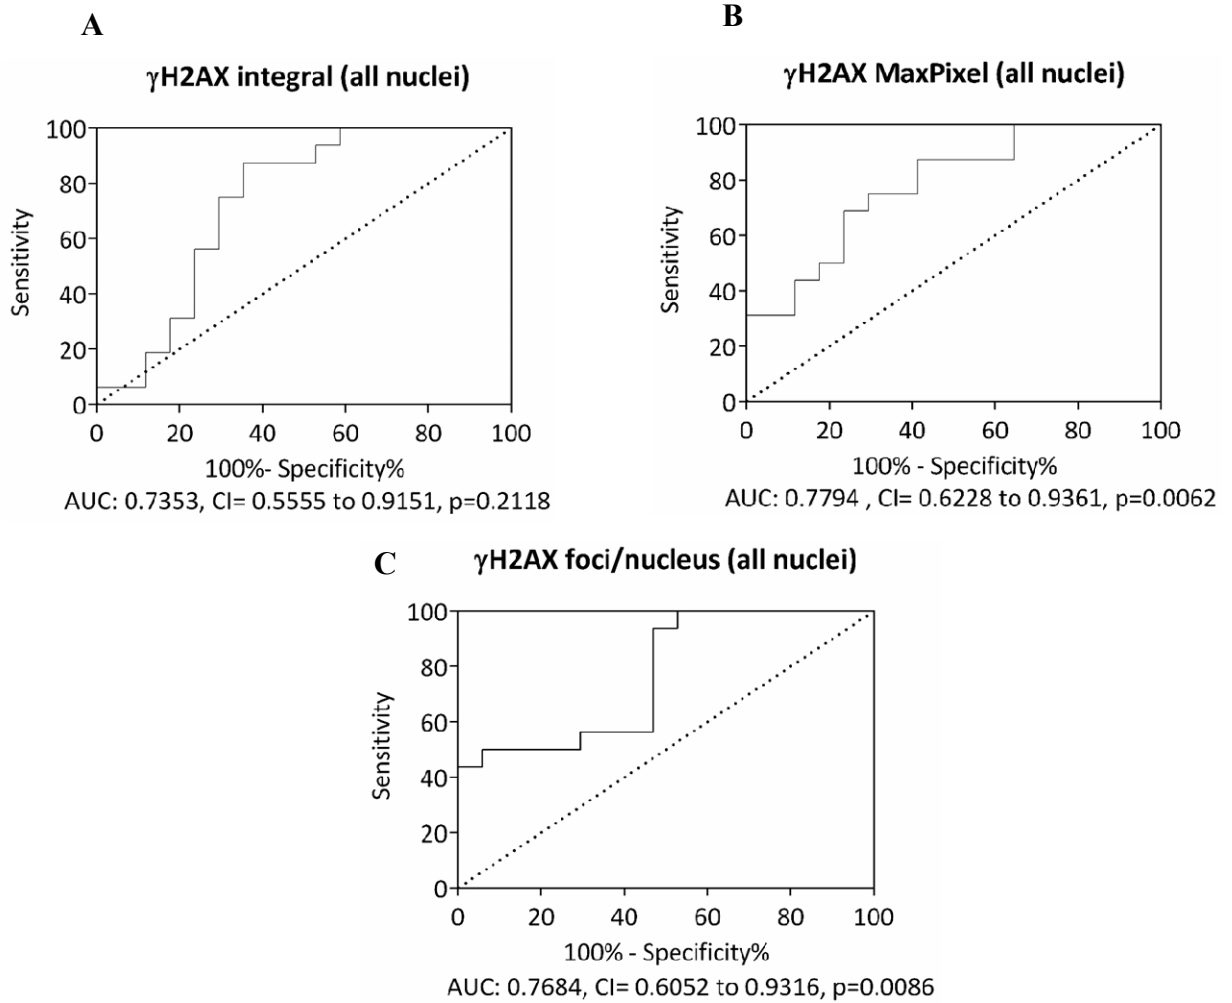 A
γH2AX integral (all nuclei)
100
80
60
40
20
0
Sensitivity
0 20 40 60 80 100
100%- Specificity%
AUC: 0.7353, CI= 0.5555 to 0.9151, p=0.2118
B
γH2AX MaxPixel (all nuclei)
100
80
60
40
20
0
Sensitivity
0 20 40 60 80 100
100% - Specificity%
AUC: 0.7794 , CI= 0.6228 to 0.9361, p=0.0062
C
γH2AX foci/nucleus (all nuclei)
100
80
60
40
20
0
Sensitivity
0 20 40 60 80 100
100% - Specificity%
AUC: 0.7684, CI= 0.6052 to 0.9316, p=0.0086